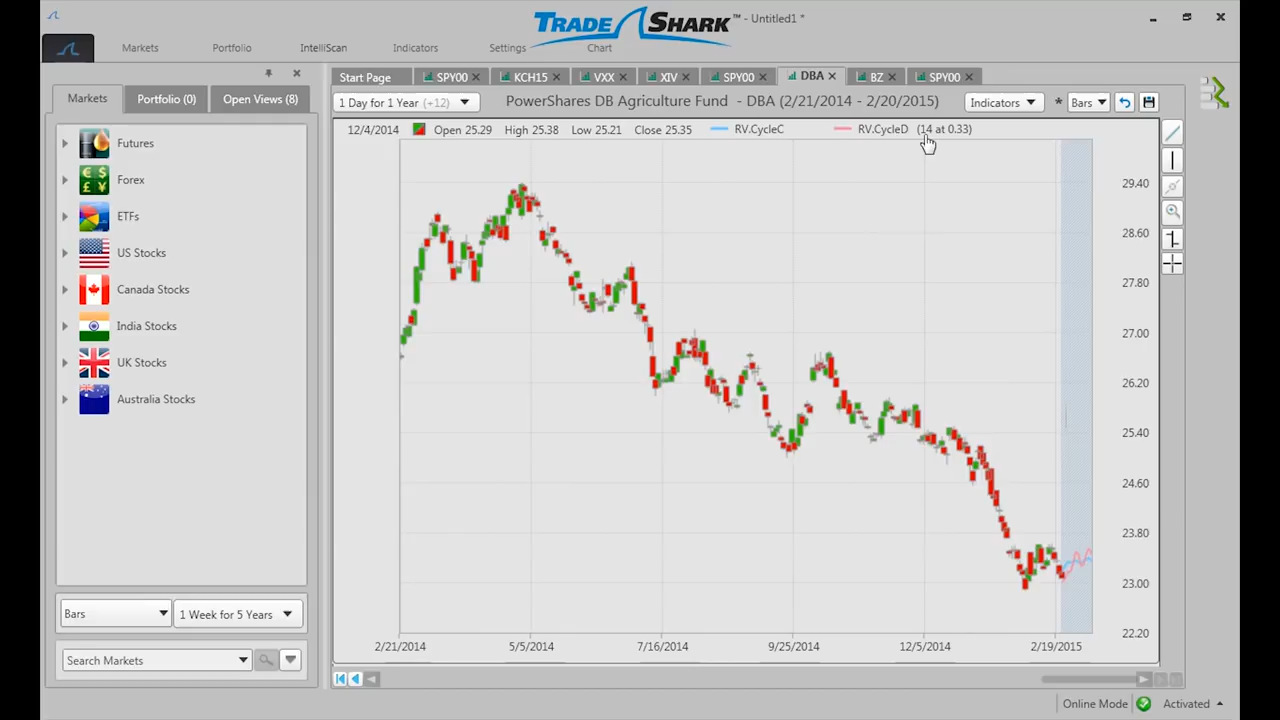 TRADE SHARK™ - Untitled1 *
Markets Portfolio IntelliScan Indicators Settings Chart
Markets Portfolio (0) Open Views (8)
Futures
Forex
ETFs
US Stocks
Canada Stocks
India Stocks
UK Stocks
Australia Stocks
Bars 1 Week for 5 Years
Search Markets
Start Page SPY00 KCH15 VXX XIV SPY00 DBA BZ SPY00
1 Day for 1 Year (+12) PowerShares DB Agriculture Fund - DBA (2/21/2014 - 2/20/2015) Indicators * Bars
12/4/2014 Open 25.29 High 25.38 Low 25.21 Close 25.35 RV.CycleC RV.CycleD (14 at 0.33)
29.40
28.60
27.80
27.00
26.20
25.40
24.60
23.80
23.00
22.20
2/21/2014 5/5/2014 7/16/2014 9/25/2014 12/5/2014 2/19/2015
Online Mode Activated